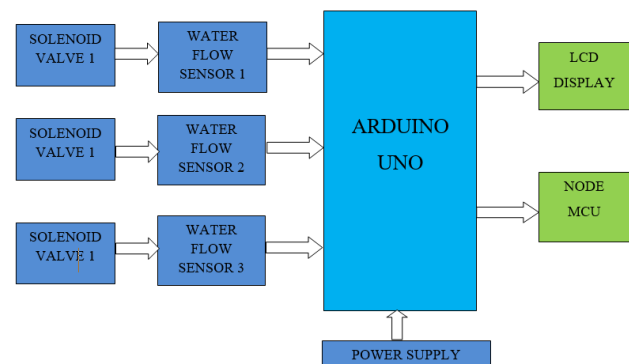 SOLENOID
VALVE 1
WATER
FLOW
SENSOR 1
LCD
DISPLAY
SOLENOID
VALVE 1
WATER
FLOW
SENSOR 2
ARDUINO
UNO
NODE
MCU
SOLENOID
VALVE 1
WATER
FLOW
SENSOR 3
POWER SUPPLY